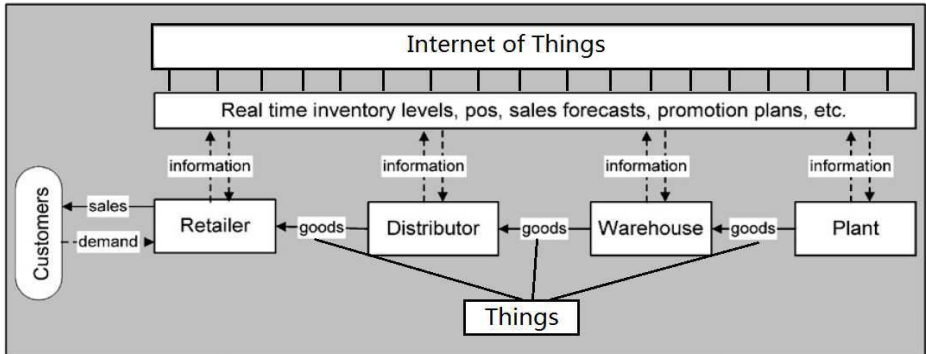 Internet of Things
Real time inventory levels, pos, sales forecasts, promotion plans, etc.
information
information
information
information
Customers
sales
demand
Retailer
goods
Distributor
goods
Warehouse
goods
Plant
Things